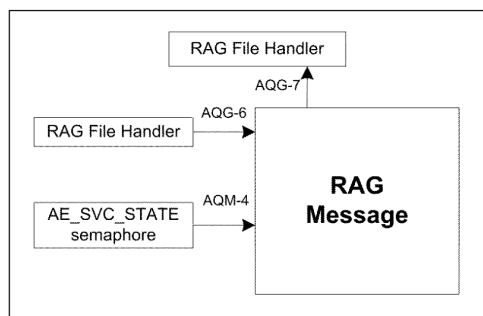 RAG File Handler
AQG-7
AQG-6
RAG File Handler
RAG
Message
AQM-4
AE_SVC_STATE
semaphore